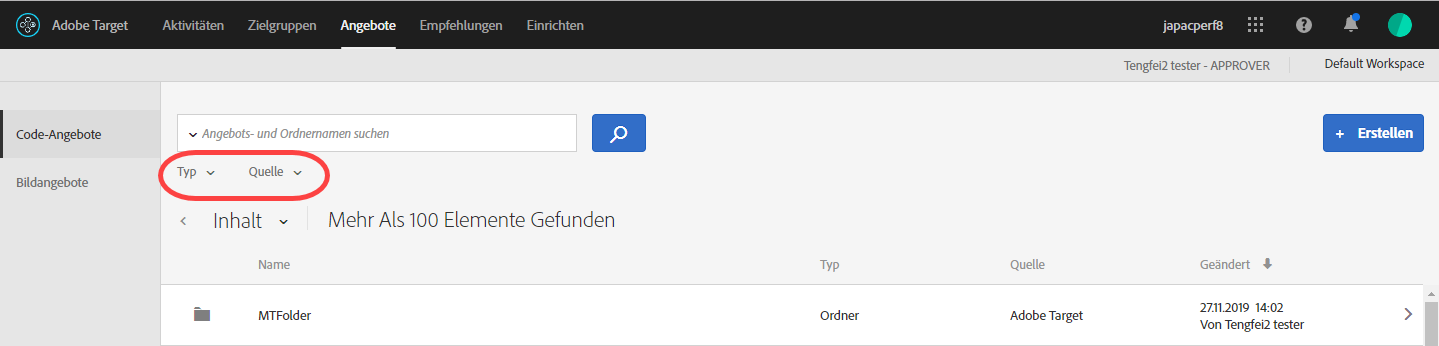 Adobe Target Aktivitäten Zielgruppen Angebote Empfehlungen Einrichten japacperf8
Tengfei2 tester - APPROVER Default Workspace
Code-Angebote
Bildangebote
Angebots- und Ordnernamen suchen
+ Erstellen
Typ Quelle
Inhalt Mehr Als 100 Elemente Gefunden
Name Typ Quelle Geändert
MTFolder Ordner Adobe Target 27.11.2019 14:02
Von Tengfei2 tester